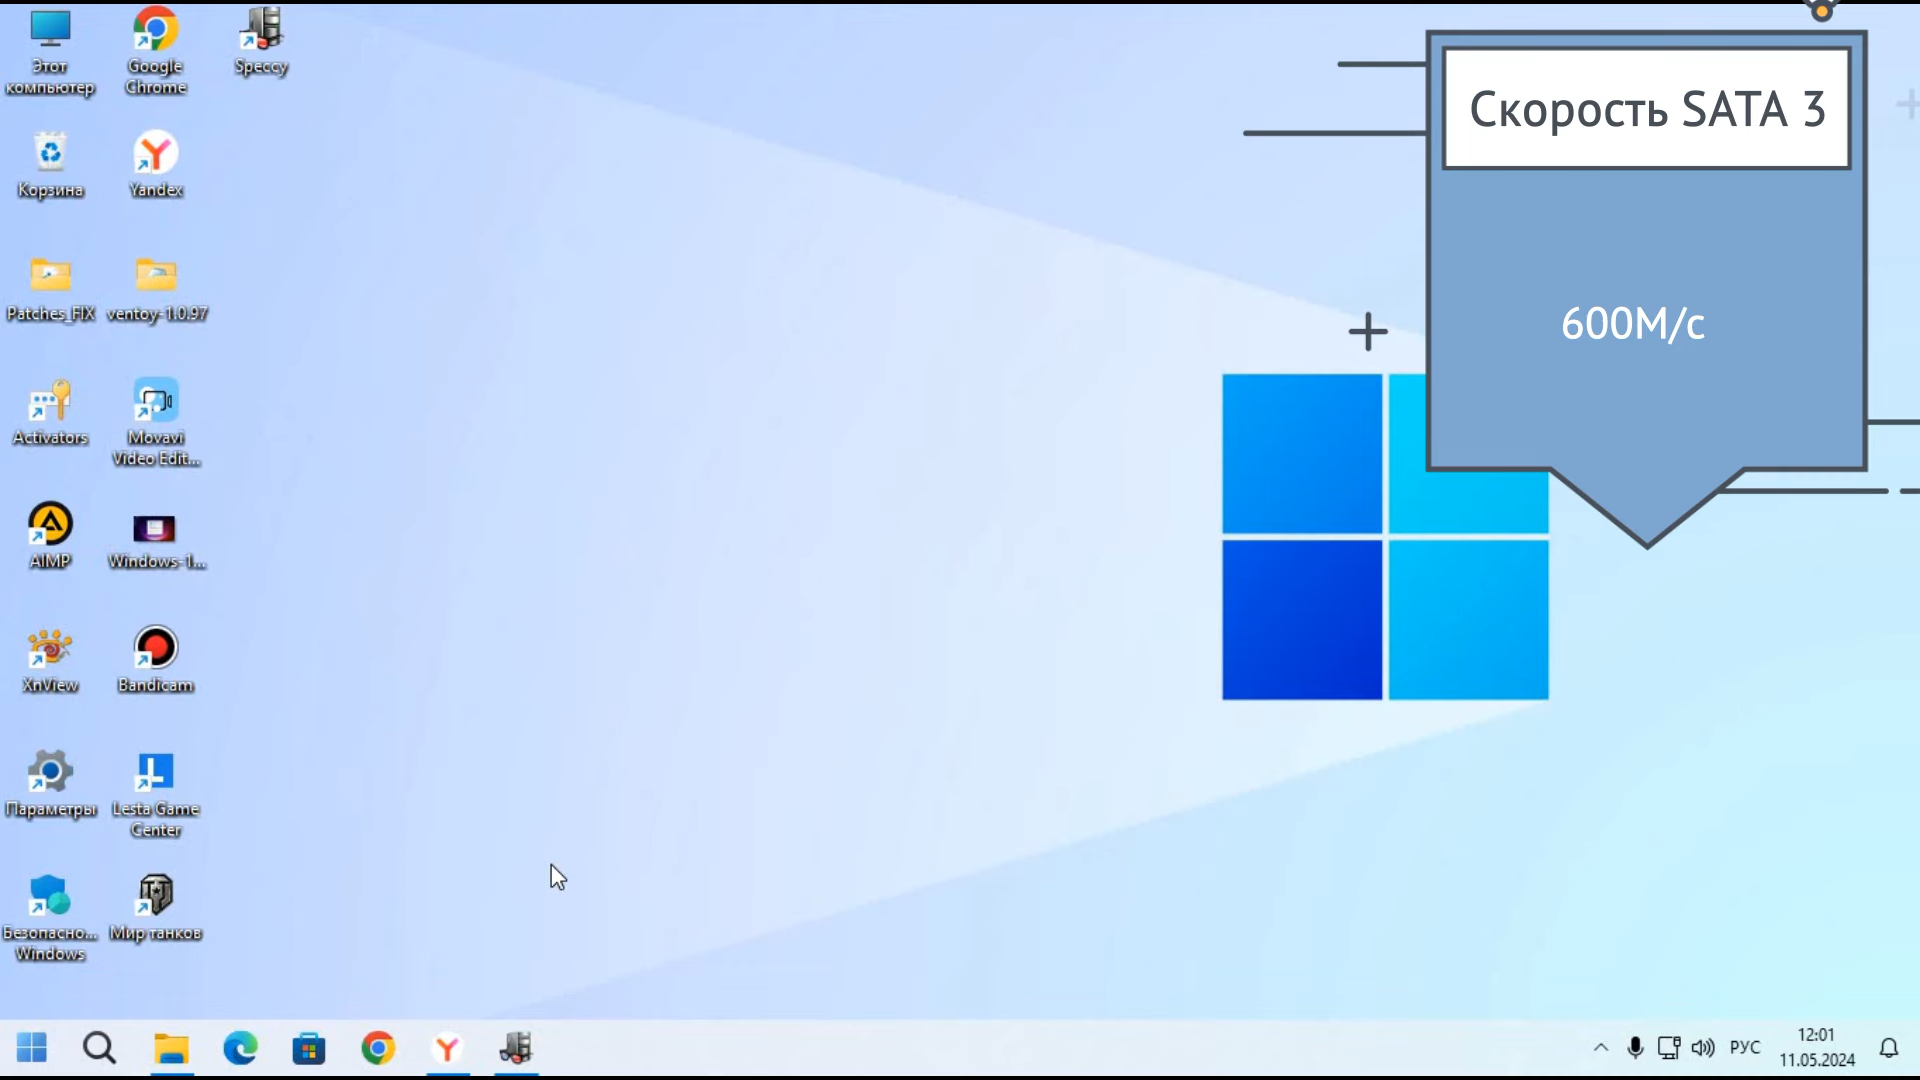 Этот
компьютер
Google
Chrome
Speccy
Корзина
Yandex
Patches_FIX
ventoy-1.0.97
Activators
Movavi
Video Edit...
AIMP
Windows-1...
XnView
Bandicam
Параметры
Lesta Game
Center
Безопасно...
Windows
Мир танков
Скорость SATA 3
600М/с
РУС
12:01
11.05.2024